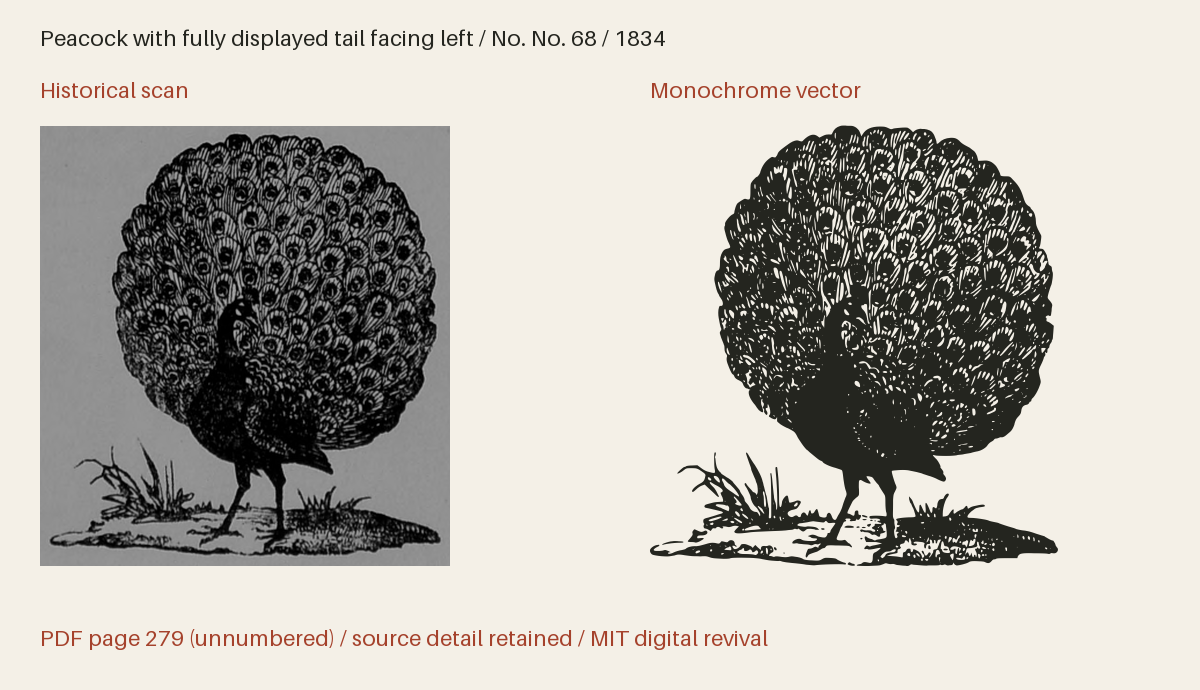 Peacock with fully displayed tail facing left / No. No. 68 / 1834
Historical scan
Monochrome vector
PDF page 279 (unnumbered) / source detail retained / MIT digital revival